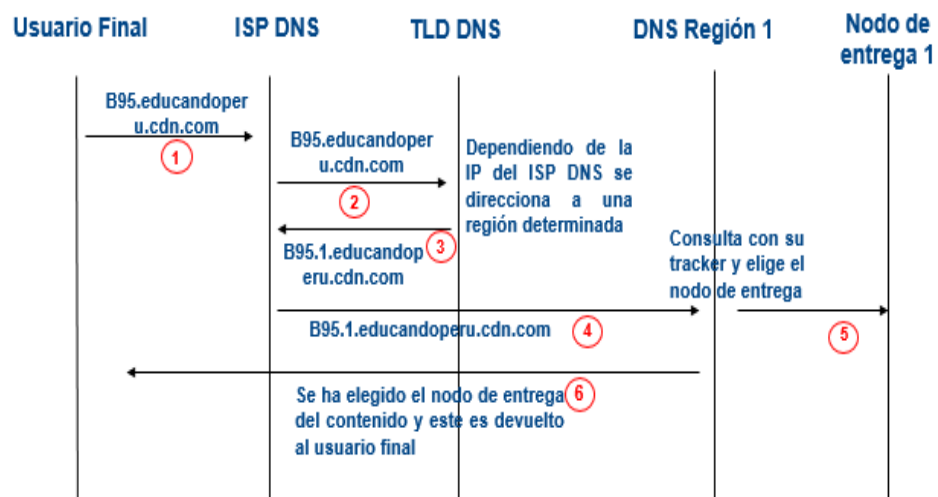 Usuario Final
ISP DNS
TLD DNS
DNS Región 1
Nodo de
entrega 1
B95.educandoper
u.cdn.com
1
B95.educandoper
u.cdn.com
2
Dependiendo de la
IP del ISP DNS se
direcciona a una
región determinada
3
B95.1.educandop
eru.cdn.com
Consulta con su
tracker y elige el
nodo de entrega
B95.1.educandoperu.cdn.com
4
5
Se ha elegido el nodo de entrega
del contenido y este es devuelto
al usuario final
6